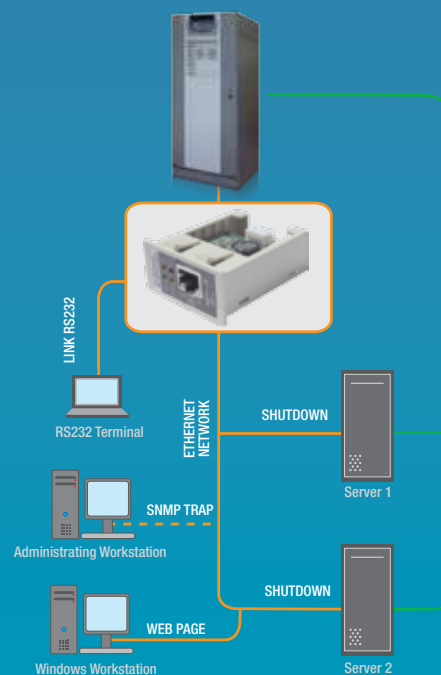 LINK RS232
RS232 Terminal
ETHERNET
NETWORK
SHUTDOWN
Server 1
SNMP TRAP
Administrating Workstation
SHUTDOWN
WEB PAGE
Windows Workstation
Server 2